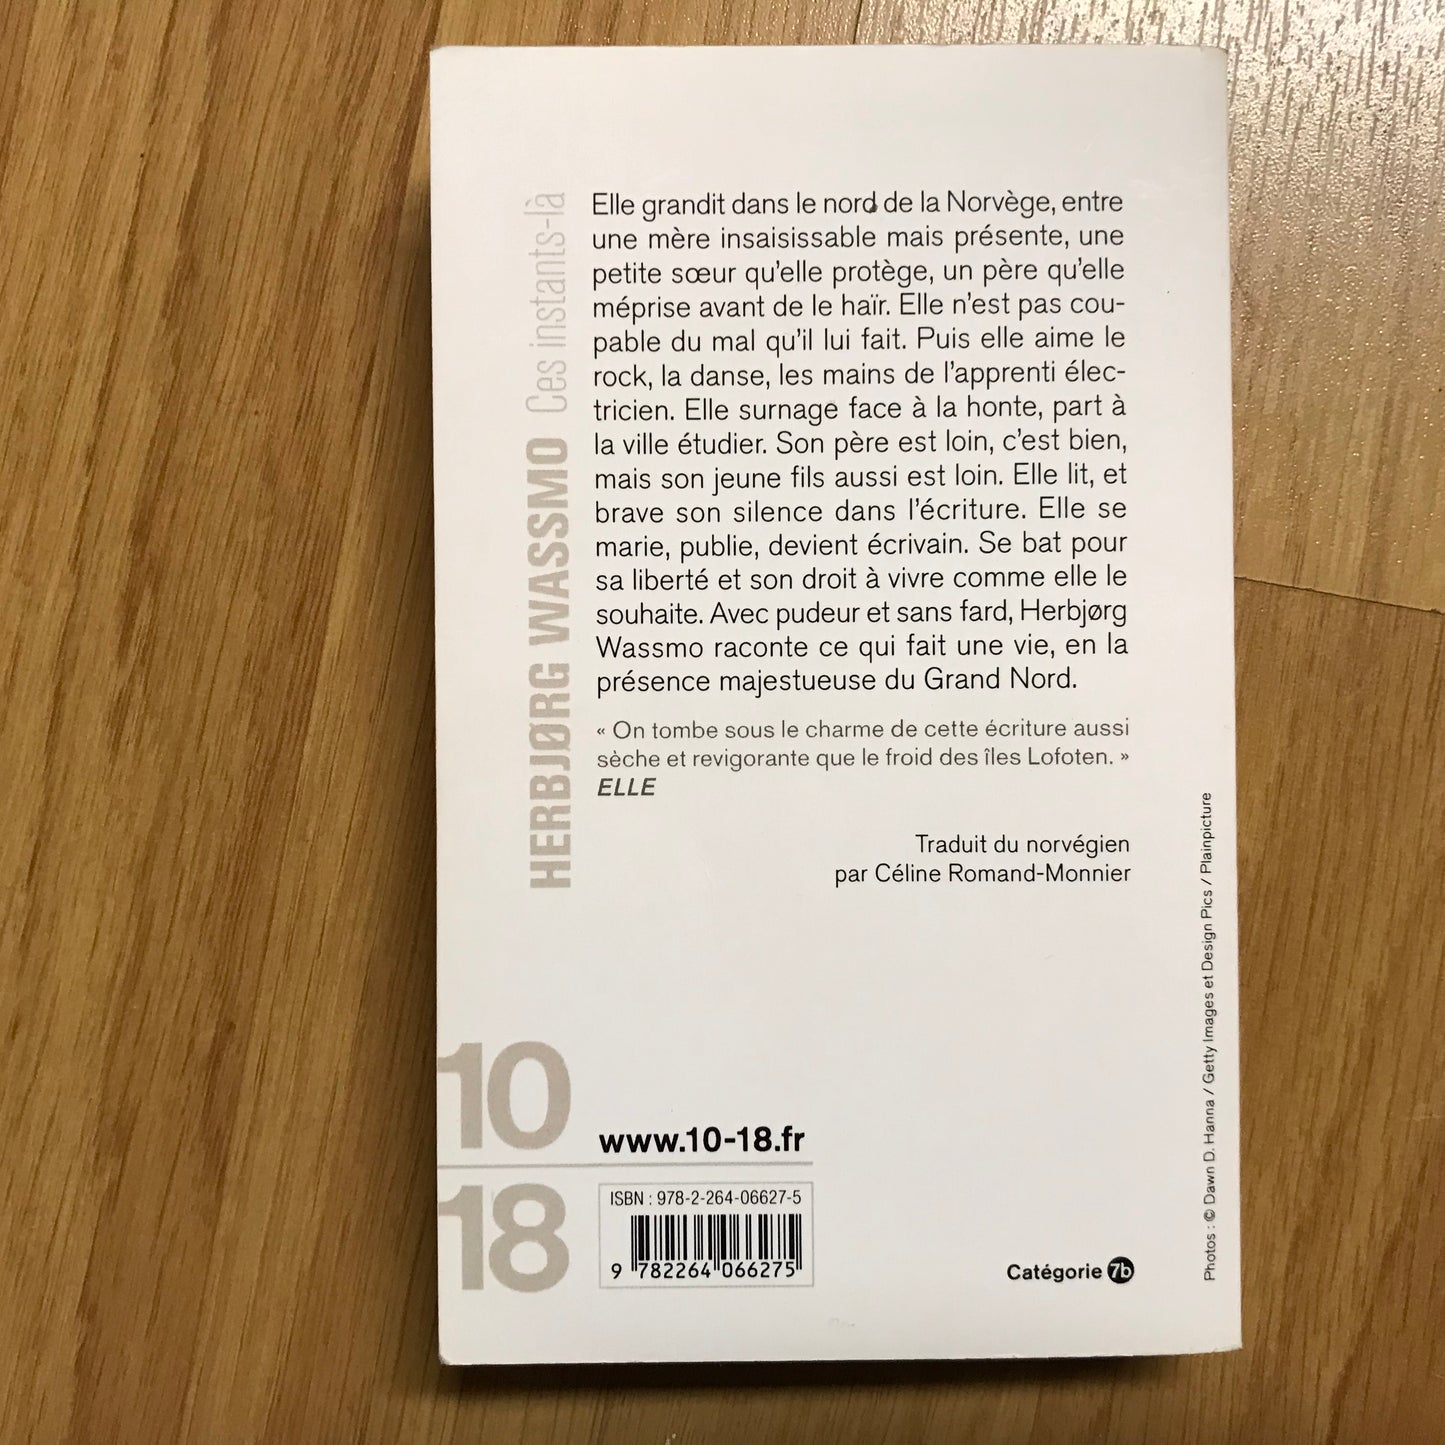 HERBJØRG WASSMO Ces instants-là
Elle grandit dans le nord de la Norvège, entre
une mère insaisissable mais présente, une
petite sœur qu'elle protège, un père qu'elle
méprise avant de le haïr. Elle n'est pas cou-
pable du mal qu'il lui fait. Puis elle aime le
rock, la danse, les mains de l'apprenti élec-
tricien. Elle surnage face à la honte, part à
la ville étudier. Son père est loin, c'est bien,
mais son jeune fils aussi est loin. Elle lit, et
brave son silence dans l'écriture. Elle se
marie, publie, devient écrivain. Se bat pour
sa liberté et son droit à vivre comme elle le
souhaite. Avec pudeur et sans fard, Herbjørg
Wassmo raconte ce qui fait une vie, en la
présence majestueuse du Grand Nord.
« On tombe sous le charme de cette écriture aussi
sèche et revigorante que le froid des îles Lofoten. »
ELLE
Traduit du norvégien
par Céline Romand-Monnier
10
18
www.10-18.fr
ISBN : 978-2-264-06627-5
9 782264 066275
Catégorie 7b
Photos : © Dawn D. Hanna / Getty Images et Design Pics / Plainpicture